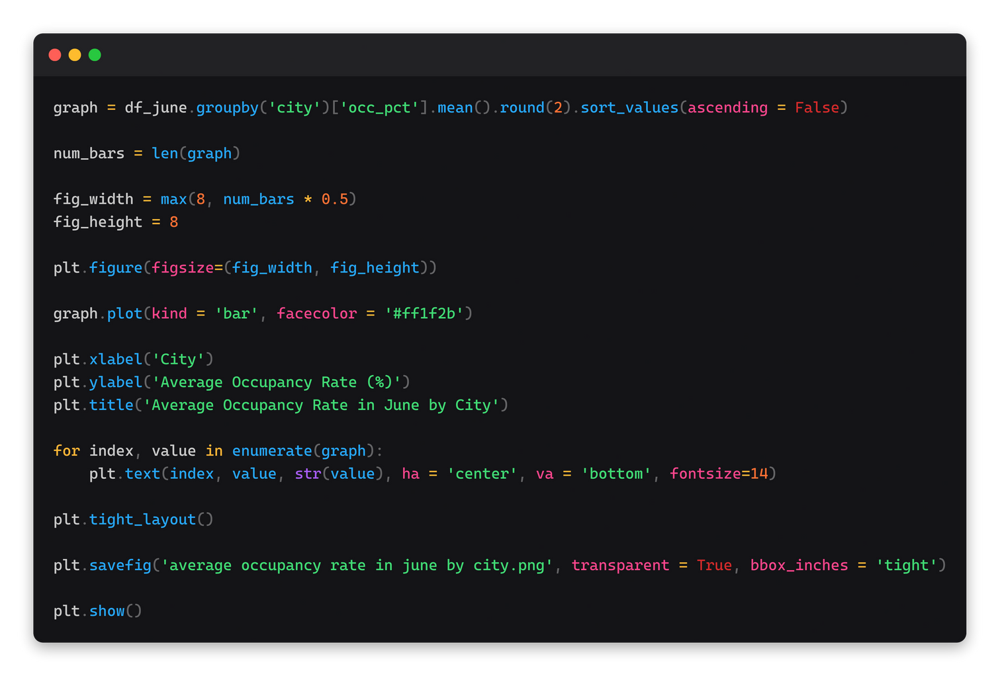 graph = df_june.groupby('city')['occ_pct'].mean().round(2).sort_values(ascending = False)
num_bars = len(graph)
fig_width = max(8, num_bars * 0.5)
fig_height = 8
plt.figure(figsize=(fig_width, fig_height))
graph.plot(kind = 'bar', facecolor = '#ff1f2b')
plt.xlabel('City')
plt.ylabel('Average Occupancy Rate (%)')
plt.title('Average Occupancy Rate in June by City')
for index, value in enumerate(graph):
    plt.text(index, value, str(value), ha = 'center', va = 'bottom', fontsize=14)
plt.tight_layout()
plt.savefig('average occupancy rate in june by city.png', transparent = True, bbox_inches = 'tight')
plt.show()